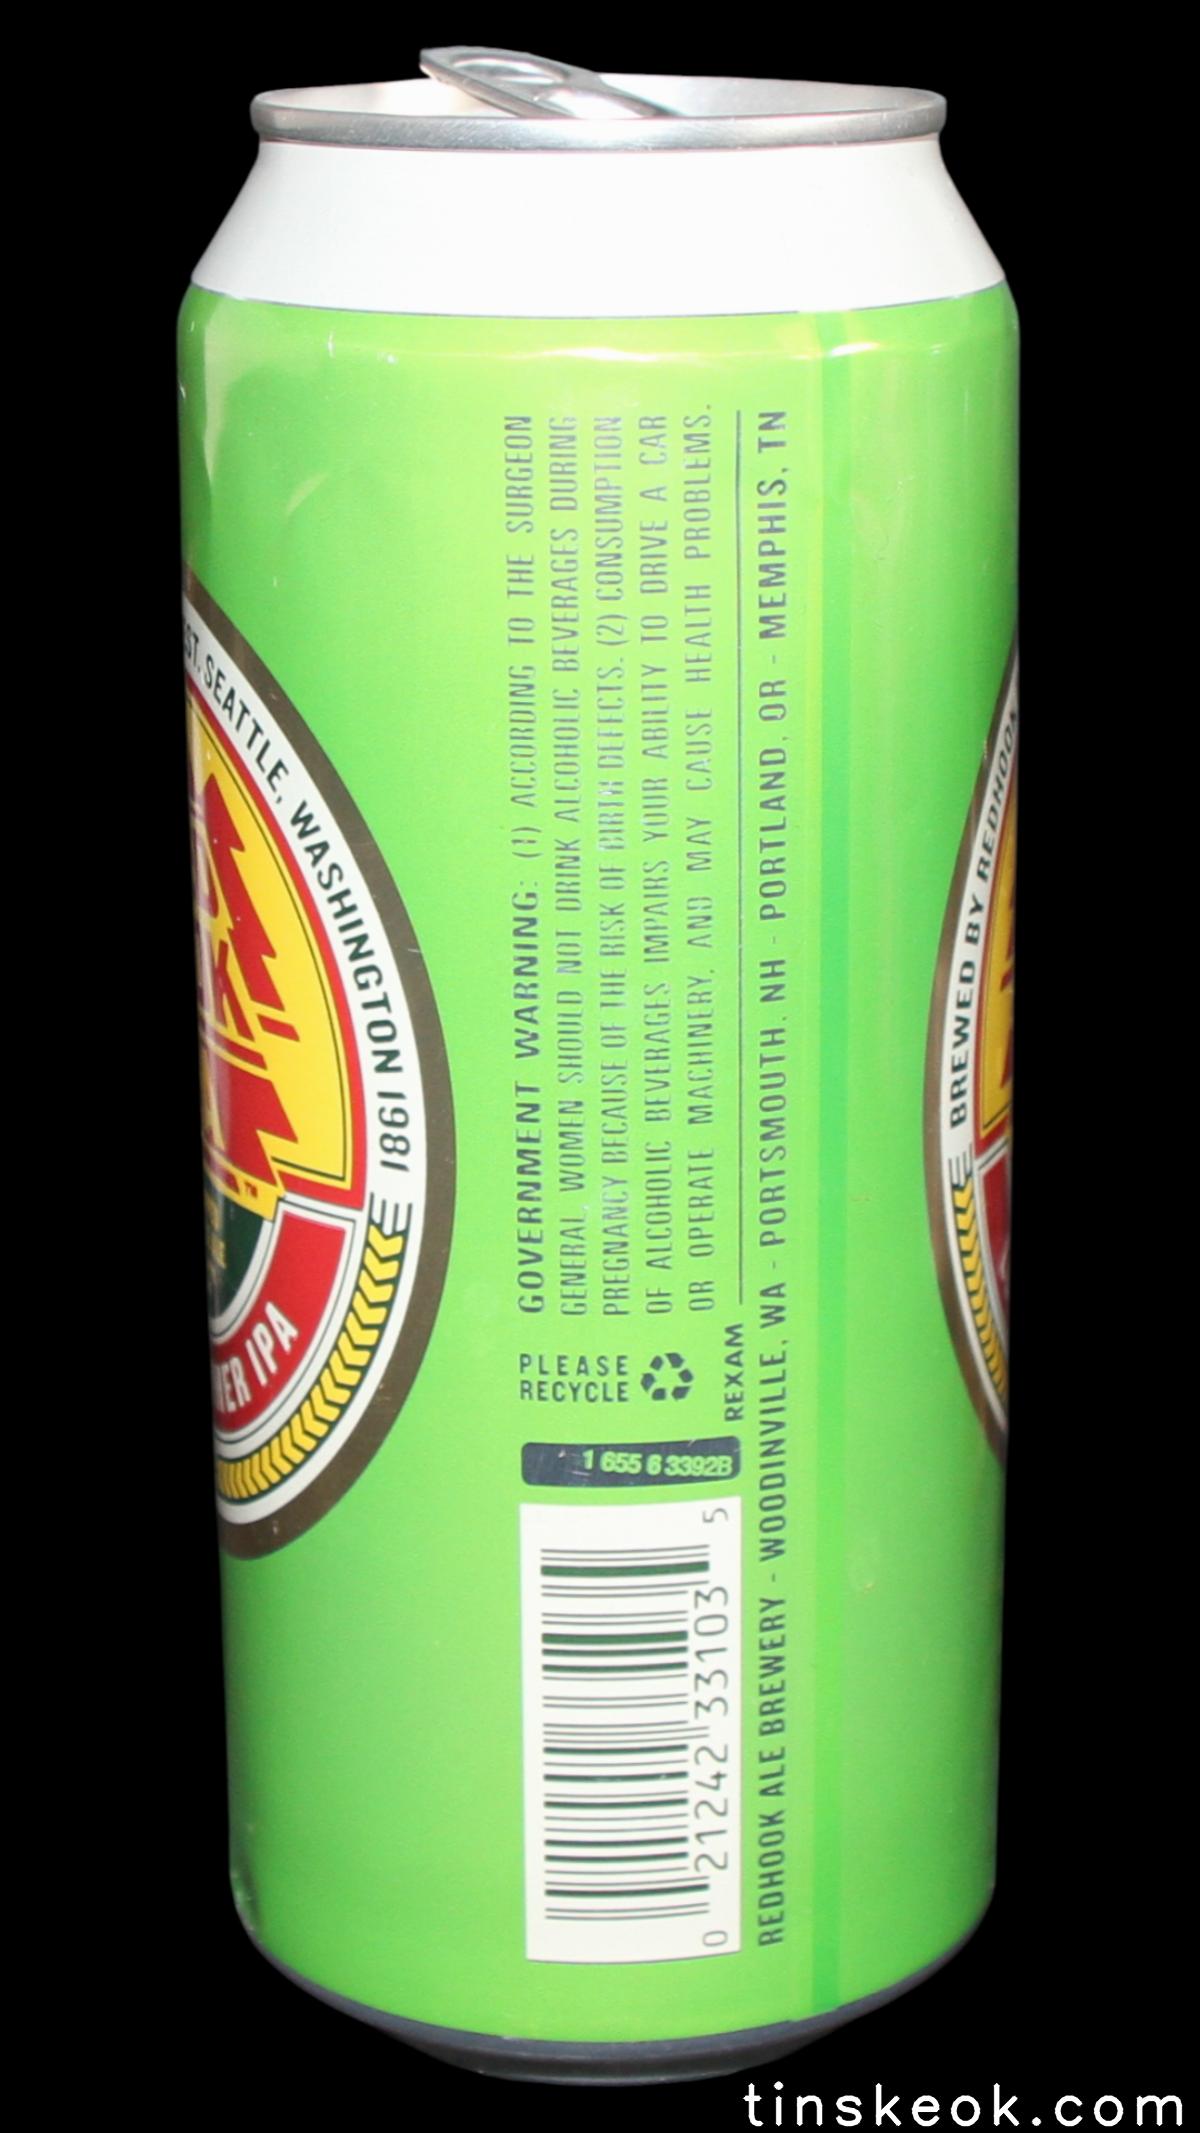 EST. SEATTLE, WASHINGTON 1981
IPA
BREWED BY REDHOOK
GOVERNMENT WARNING: (1) ACCORDING TO THE SURGEON
GENERAL, WOMEN SHOULD NOT DRINK ALCOHOLIC BEVERAGES DURING
PREGNANCY BECAUSE OF THE RISK OF BIRTH DEFECTS. (2) CONSUMPTION
OF ALCOHOLIC BEVERAGES IMPAIRS YOUR ABILITY TO DRIVE A CAR
OR OPERATE MACHINERY, AND MAY CAUSE HEALTH PROBLEMS.
PLEASE
RECYCLE
REXAM
1 655 6 3392B
0 21242 33103 5
REDHOOK ALE BREWERY - WOODINVILLE, WA - PORTSMOUTH, NH - PORTLAND, OR - MEMPHIS, TN
tinskeok.com